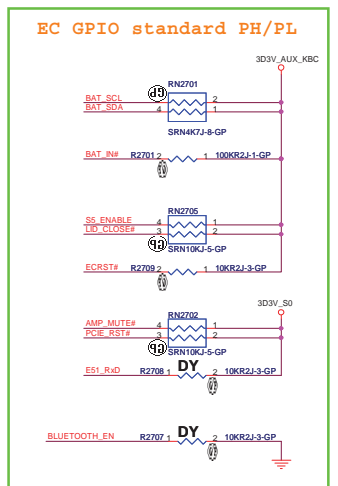 EC GPIO standard PH/PL
3D3V_AUX_KBC
RN2701
BAT_SCL 3 2
BAT_SDA 4 1
SRN4K7J-8-GP
BAT_IN# R2701 2 1 100KR2J-1-GP
RN2705
S5_ENABLE 4 1
LID_CLOSE# 3 2
SRN10KJ-5-GP
ECRST# R2709 2 1 10KR2J-3-GP
3D3V_S0
RN2702
AMP_MUTE# 4 1
PCIE_RST# 3 2
SRN10KJ-5-GP
DY
E51_RxD R2708 1 2 10KR2J-3-GP
DY
BLUETOOTH_EN R2707 1 2 10KR2J-3-GP